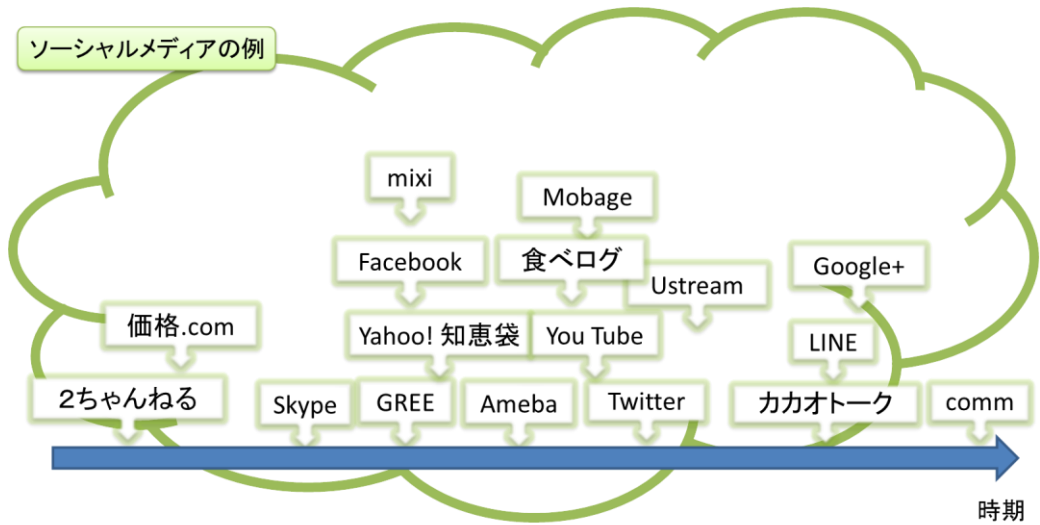 ソーシャルメディアの例
mixi
Mobage
Facebook
食べログ
Google+
Ustream
価格.com
Yahoo! 知恵袋
You Tube
LINE
2ちゃんねる
Skype
GREE
Ameba
Twitter
カカオトーク
comm
時期